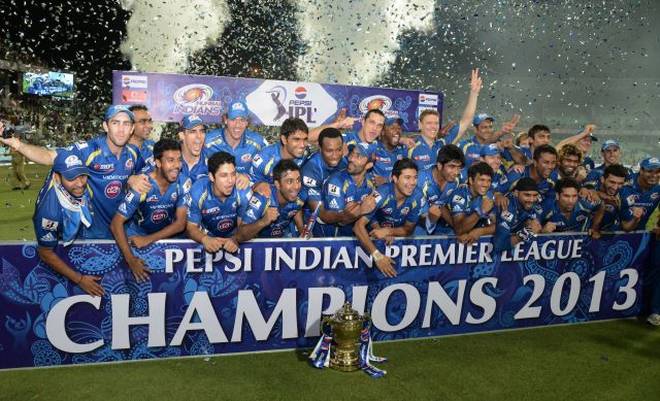 MUMBAI
INDIANS
PEPSI
IPL
PEPSI INDIAN PREMIER LEAGUE
CHAMPIONS 2013